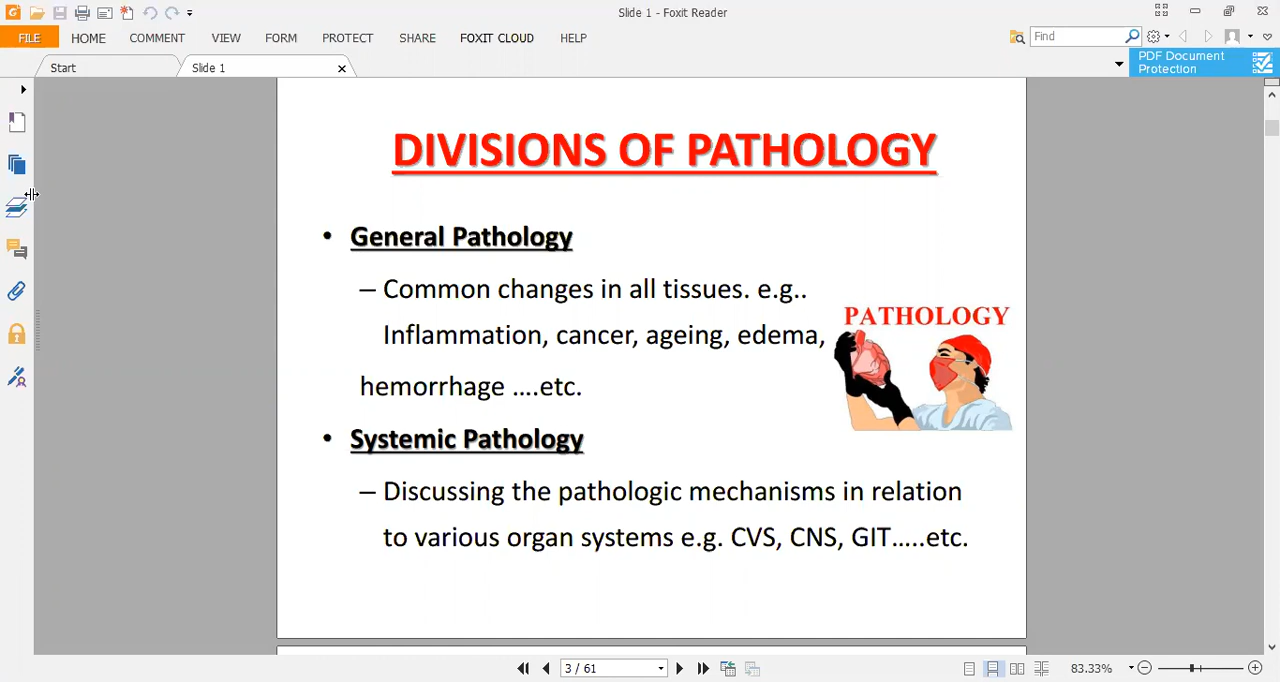 Slide 1 - Foxit Reader
FILE HOME COMMENT VIEW FORM PROTECT SHARE FOXIT CLOUD HELP
Find
PDF Document
Protection
Start
Slide 1
DIVISIONS OF PATHOLOGY
• General Pathology
– Common changes in all tissues. e.g..
Inflammation, cancer, ageing, edema,
hemorrhage ….etc.
PATHOLOGY
• Systemic Pathology
– Discussing the pathologic mechanisms in relation
to various organ systems e.g. CVS, CNS, GIT…..etc.
3 / 61
83.33%